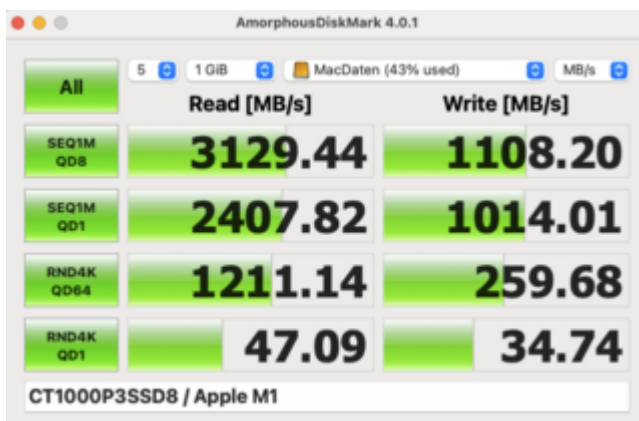 AmorphousDiskMark 4.0.1
All
5
1 GiB
MacDaten (43% used)
MB/s
Read [MB/s]
Write [MB/s]
SEQ1M
QD8
3129.44
1108.20
SEQ1M
QD1
2407.82
1014.01
RND4K
QD64
1211.14
259.68
RND4K
QD1
47.09
34.74
CT1000P3SSD8 / Apple M1